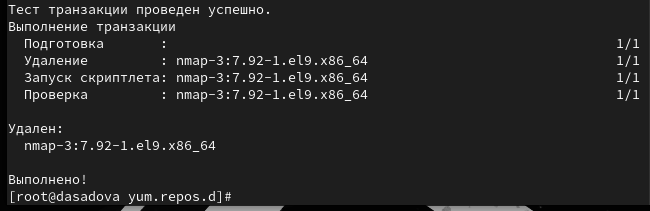 Тест транзакции проведен успешно.
Выполнение транзакции
Подготовка : 1/1
Удаление : nmap-3:7.92-1.el9.x86_64 1/1
Запуск скриптлета: nmap-3:7.92-1.el9.x86_64 1/1
Проверка : nmap-3:7.92-1.el9.x86_64 1/1
Удален:
nmap-3:7.92-1.el9.x86_64
Выполнено!
[root@dasadova yum.repos.d]#